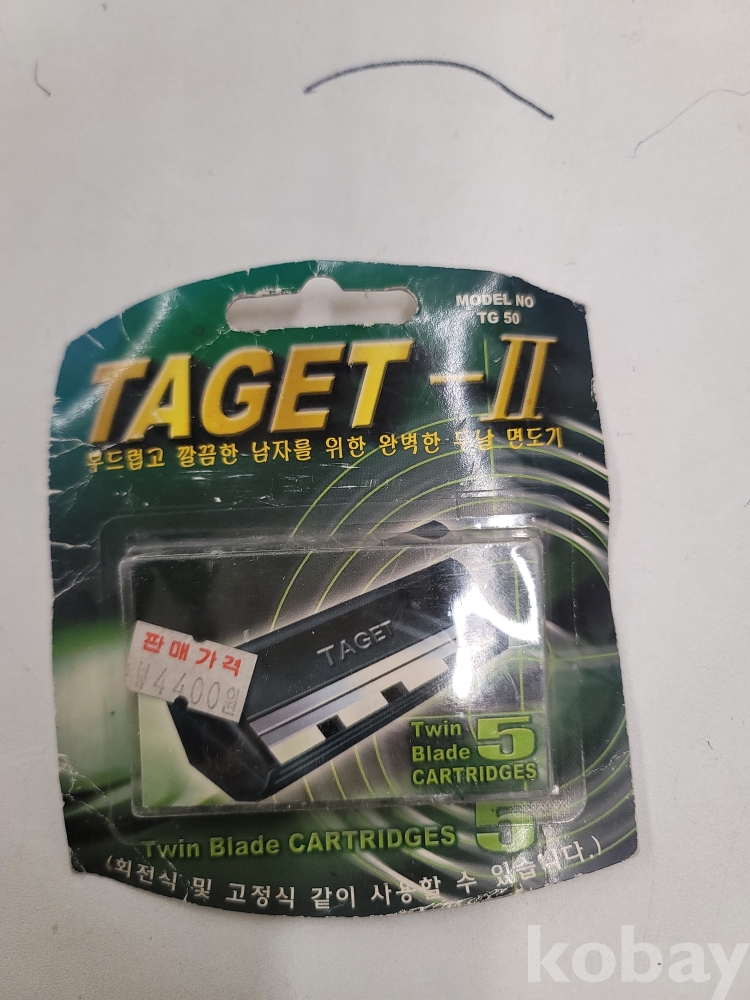 MODEL NO
TG 50
TAGET -II
부드럽고 깔끔한 남자를 위한 완벽한 두날 면도기
TAGET
판매가격
₩4400원
Twin
Blade 5
CARTRIDGES
Twin Blade CARTRIDGES 5
(회전식 및 고정식 같이 사용할 수 있습니다.)
kobay